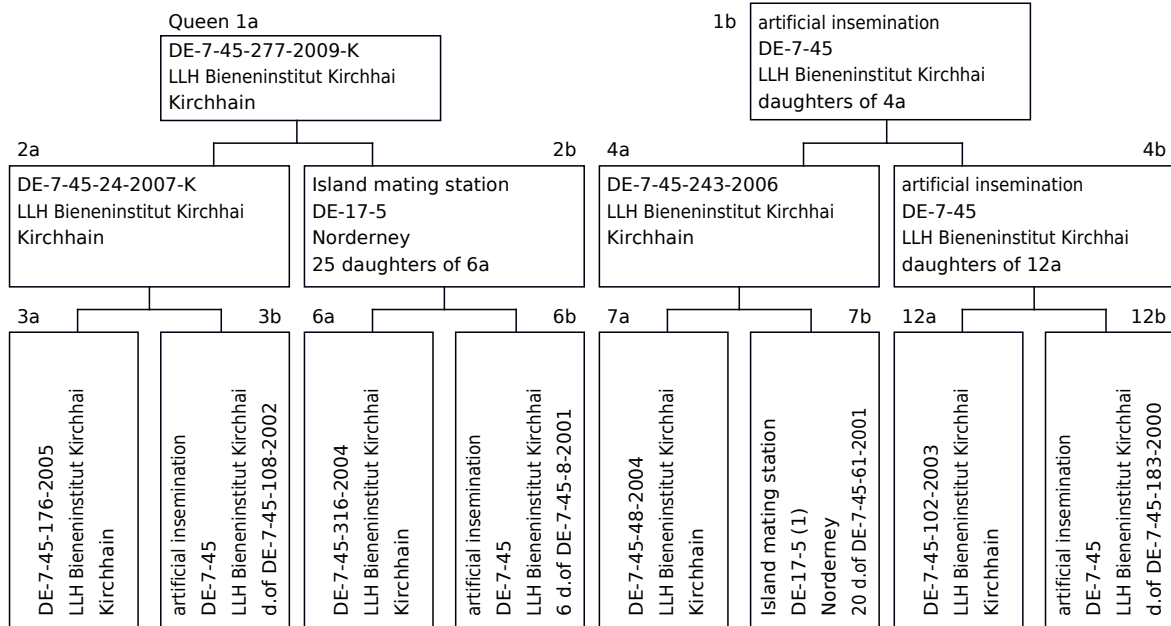 Queen 1a
DE-7-45-277-2009-K
LLH Bieneninstitut Kirchhai
Kirchhain
1b
artificial insemination
DE-7-45
LLH Bieneninstitut Kirchhai
daughters of 4a
2a
DE-7-45-24-2007-K
LLH Bieneninstitut Kirchhai
Kirchhain
2b
Island mating station
DE-17-5
Norderney
25 daughters of 6a
4a
DE-7-45-243-2006
LLH Bieneninstitut Kirchhai
Kirchhain
4b
artificial insemination
DE-7-45
LLH Bieneninstitut Kirchhai
daughters of 12a
3a
DE-7-45-176-2005
LLH Bieneninstitut Kirchhai
Kirchhain
3b
artificial insemination
DE-7-45
LLH Bieneninstitut Kirchhai
d.of DE-7-45-108-2002
6a
DE-7-45-316-2004
LLH Bieneninstitut Kirchhai
Kirchhain
6b
artificial insemination
DE-7-45
LLH Bieneninstitut Kirchhai
6 d.of DE-7-45-8-2001
7a
DE-7-45-48-2004
LLH Bieneninstitut Kirchhai
Kirchhain
7b
Island mating station
DE-17-5 (1)
Norderney
20 d.of DE-7-45-61-2001
12a
DE-7-45-102-2003
LLH Bieneninstitut Kirchhai
Kirchhain
12b
artificial insemination
DE-7-45
LLH Bieneninstitut Kirchhai
d.of DE-7-45-183-2000